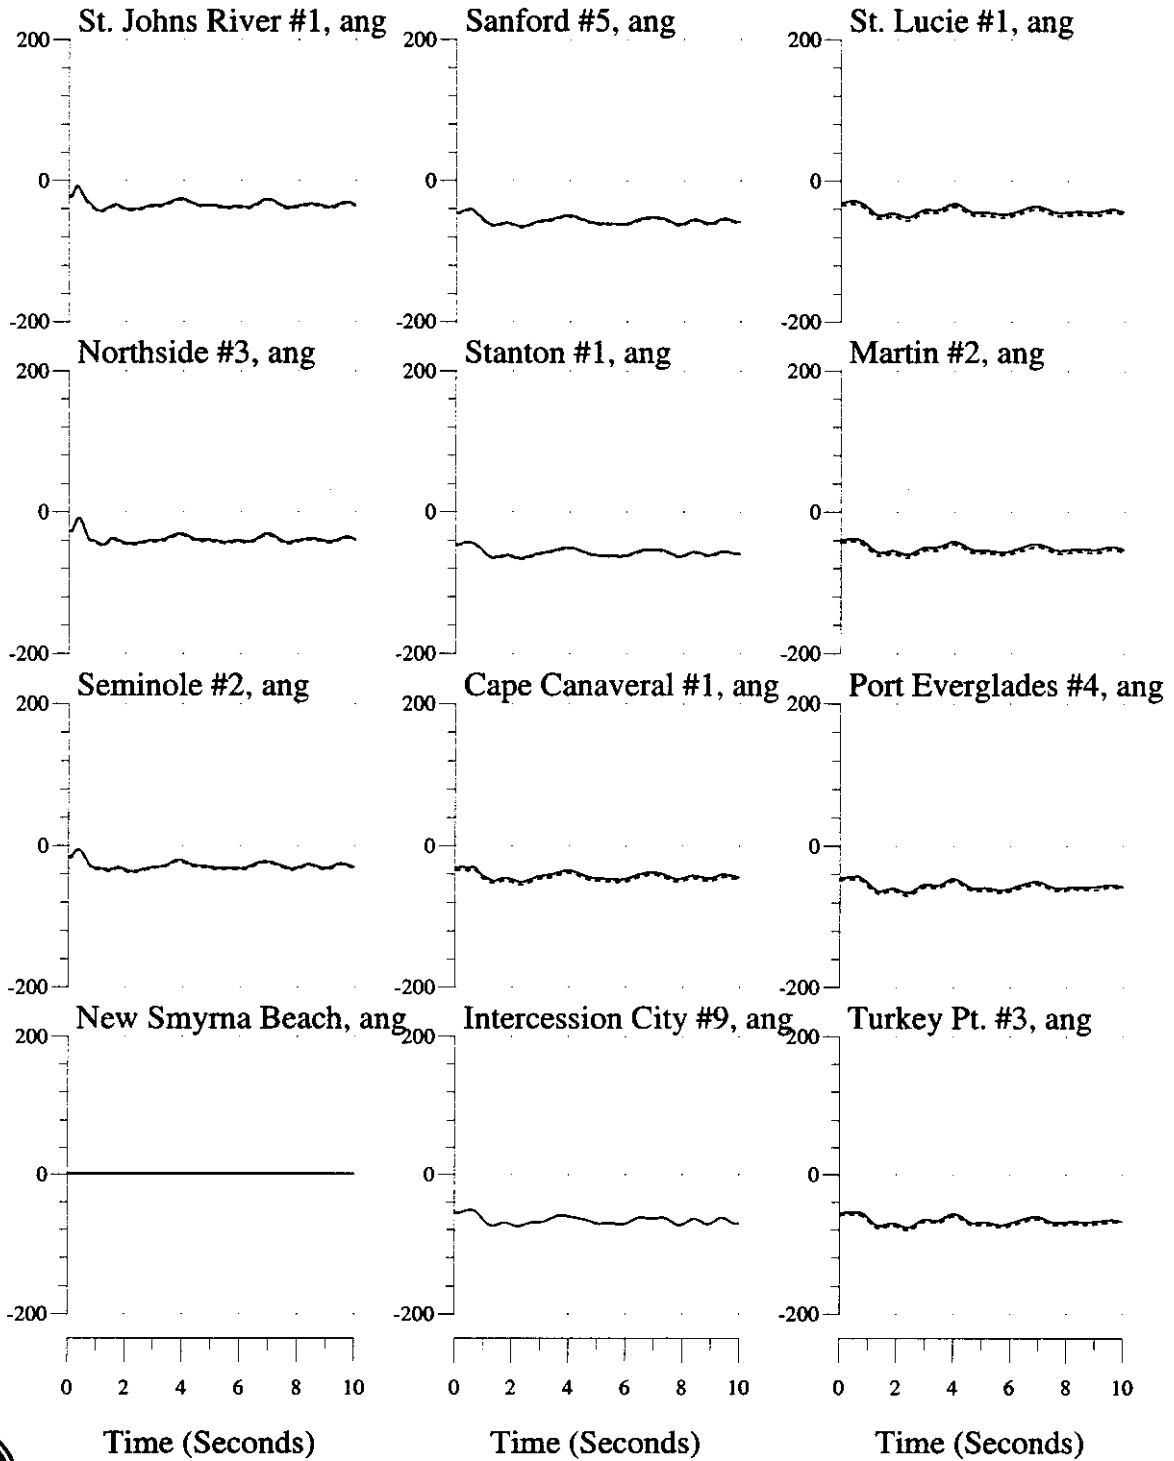 St. Johns River #1, ang Sanford #5, ang St. Lucie #1, ang
200 200 200
0 0 0
-200 -200 -200
Northside #3, ang Stanton #1, ang Martin #2, ang
200 200 200
0 0 0
-200 -200 -200
Seminole #2, ang Cape Canaveral #1, ang Port Everglades #4, ang
200 200 200
0 0 0
-200 -200 -200
New Smyrna Beach, ang Intercession City #9, ang Turkey Pt. #3, ang
200 200 200
0 0 0
-200 -200 -200
0 2 4 6 8 10 0 2 4 6 8 10 0 2 4 6 8 10
Time (Seconds) Time (Seconds) Time (Seconds)